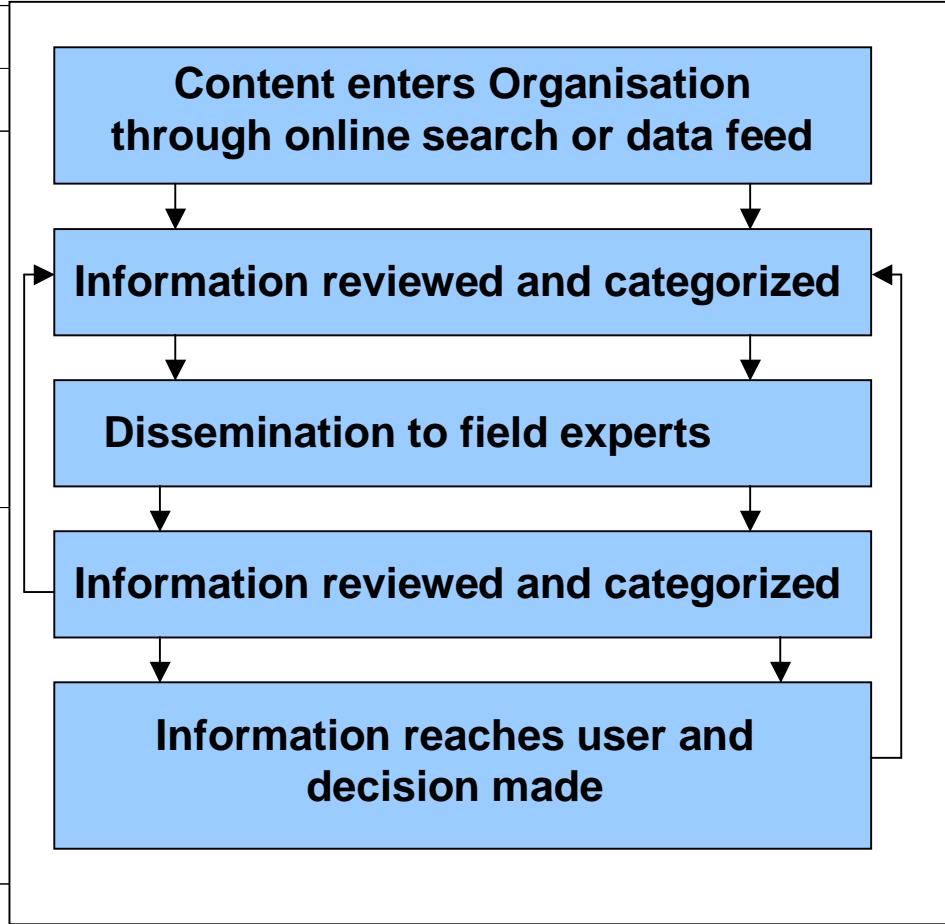 Content enters Organisation
through online search or data feed
Information reviewed and categorized
Dissemination to field experts
Information reviewed and categorized
Information reaches user and
decision made